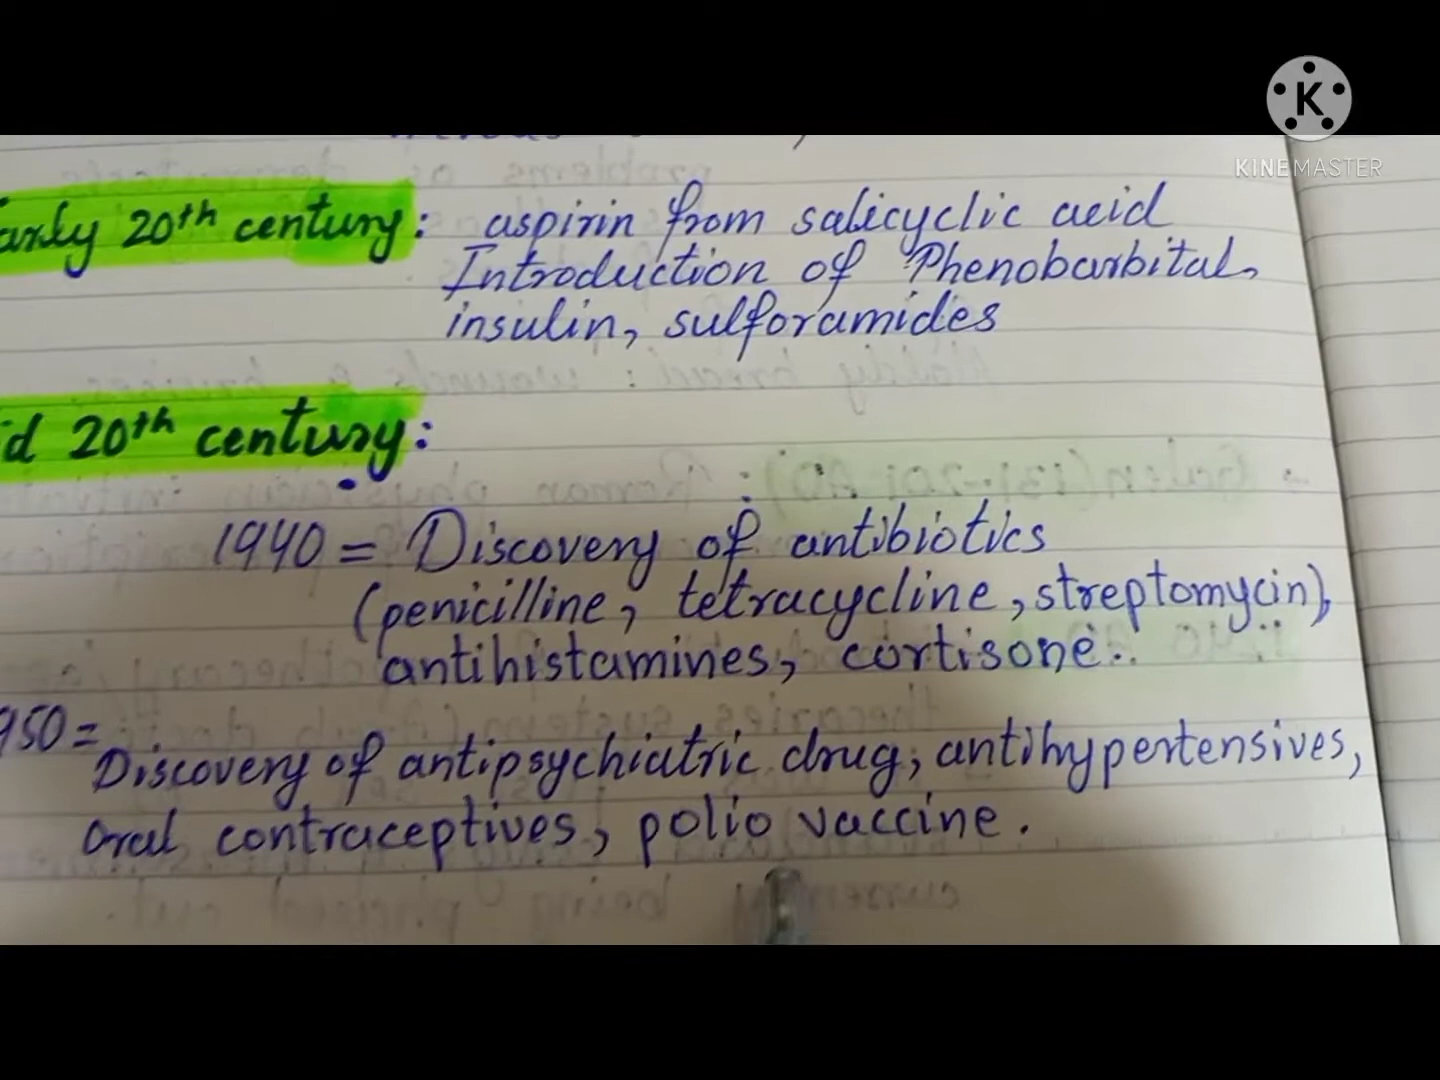 KINEMASTER
arly 20th century: aspirin from salicyclic acid
Introduction of Phenobarbital,
insulin, sulforamides
id 20th century:
1940 = Discovery of antibiotics
(penicilline, tetracycline, streptomycin),
antihistamines, cortisone.
950 =
Discovery of antipsychiatric drug, antihypertensives,
oral contraceptives, polio vaccine.